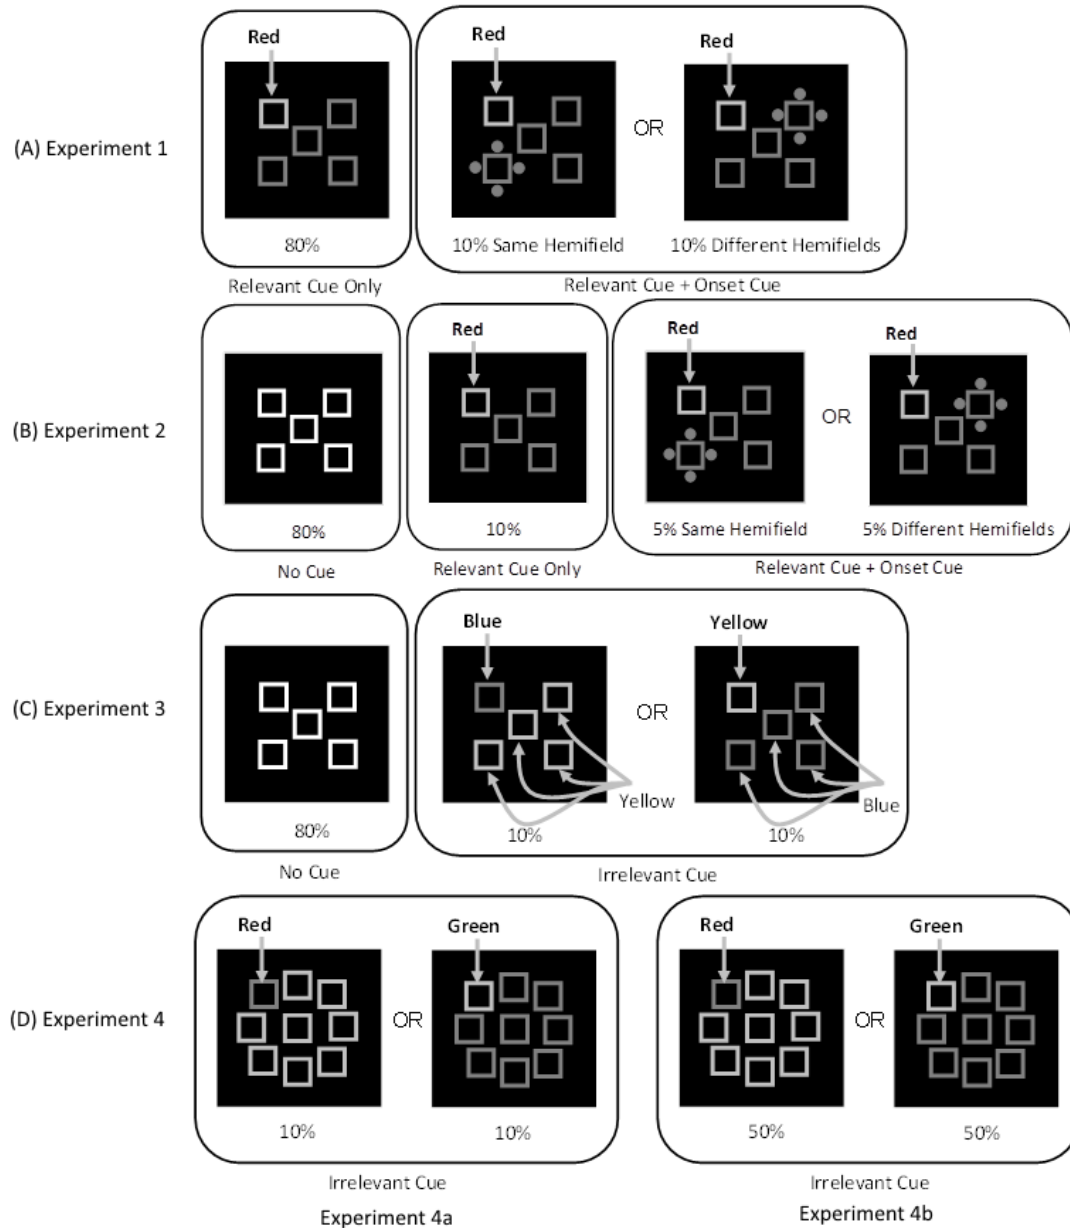 Red
Red
Red
(A) Experiment 1
OR
80%
10% Same Hemifield
10% Different Hemifields
Relevant Cue Only
Relevant Cue + Onset Cue
Red
Red
Red
(B) Experiment 2
OR
80%
10%
5% Same Hemifield
5% Different Hemifields
No Cue
Relevant Cue Only
Relevant Cue + Onset Cue
Blue
Yellow
(C) Experiment 3
OR
Yellow
Blue
80%
10%
10%
No Cue
Irrelevant Cue
Red
Green
Red
Green
(D) Experiment 4
OR
OR
10%
10%
50%
50%
Irrelevant Cue
Irrelevant Cue
Experiment 4a
Experiment 4b